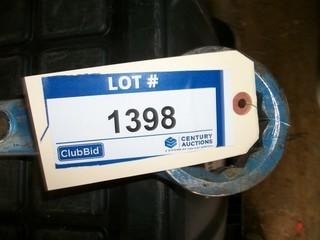 LOT #
1398
ClubBid
CENTURY
AUCTIONS